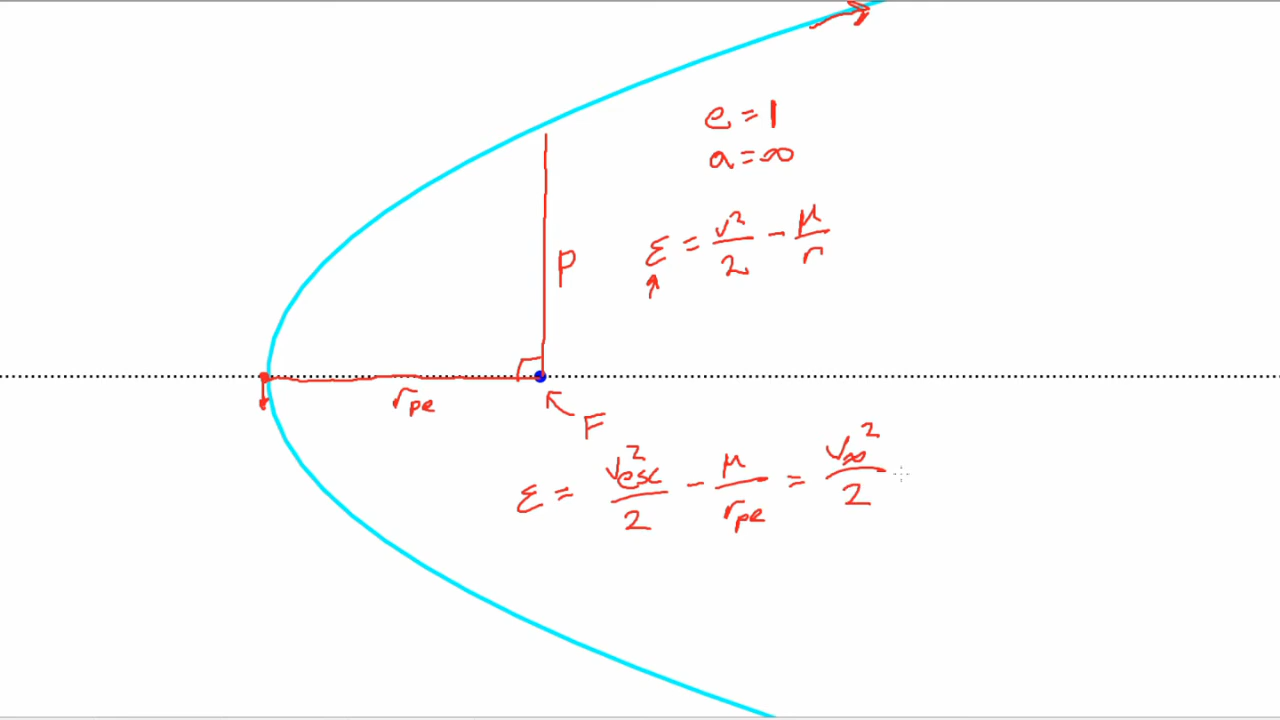 e = 1
a = ∞
ε = v²/2 - μ/r
P
r_pe
F
ε = v_esc²/2 - μ/r_pe = v_∞²/2